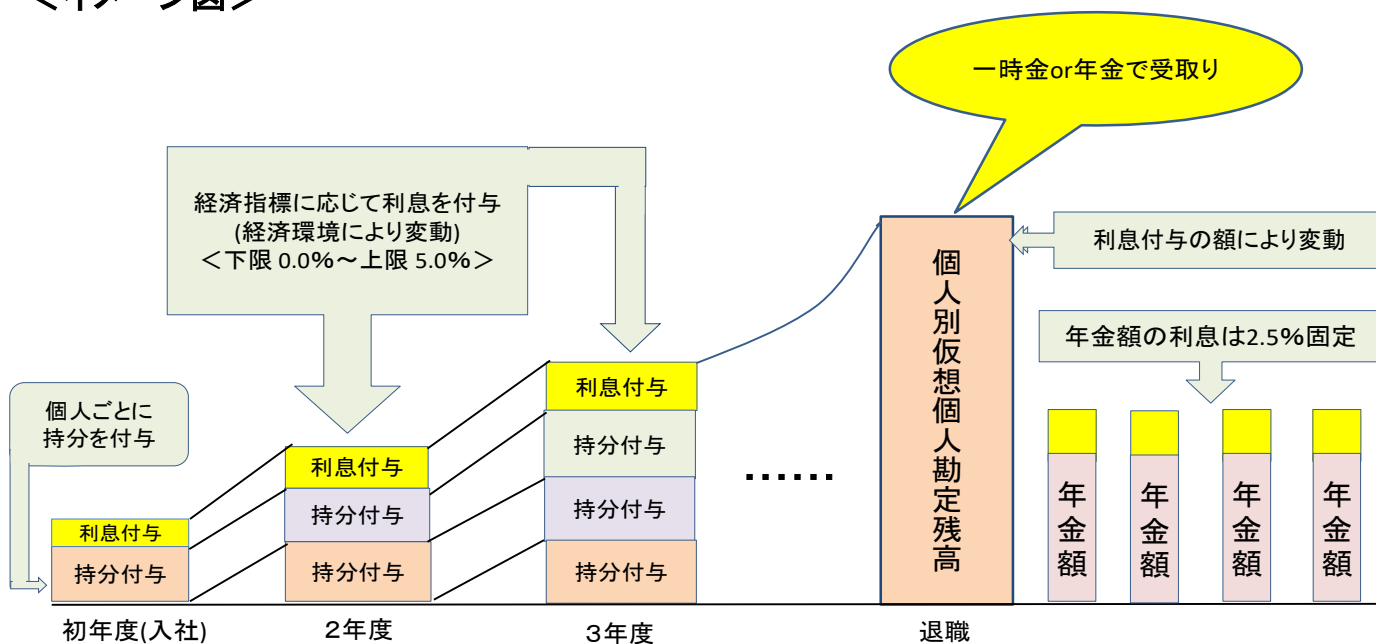 <イメージ図>
一時金or年金で受取り
経済指標に応じて利息を付与
(経済環境により変動)
<下限 0.0%～上限 5.0%>
利息付与の額により変動
年金額の利息は2.5%固定
個人ごとに
持分を付与
利息付与
持分付与
利息付与
持分付与
持分付与
利息付与
持分付与
持分付与
持分付与
……
個人別仮想個人勘定残高
年金額
年金額
年金額
年金額
初年度(入社)
2年度
3年度
退職